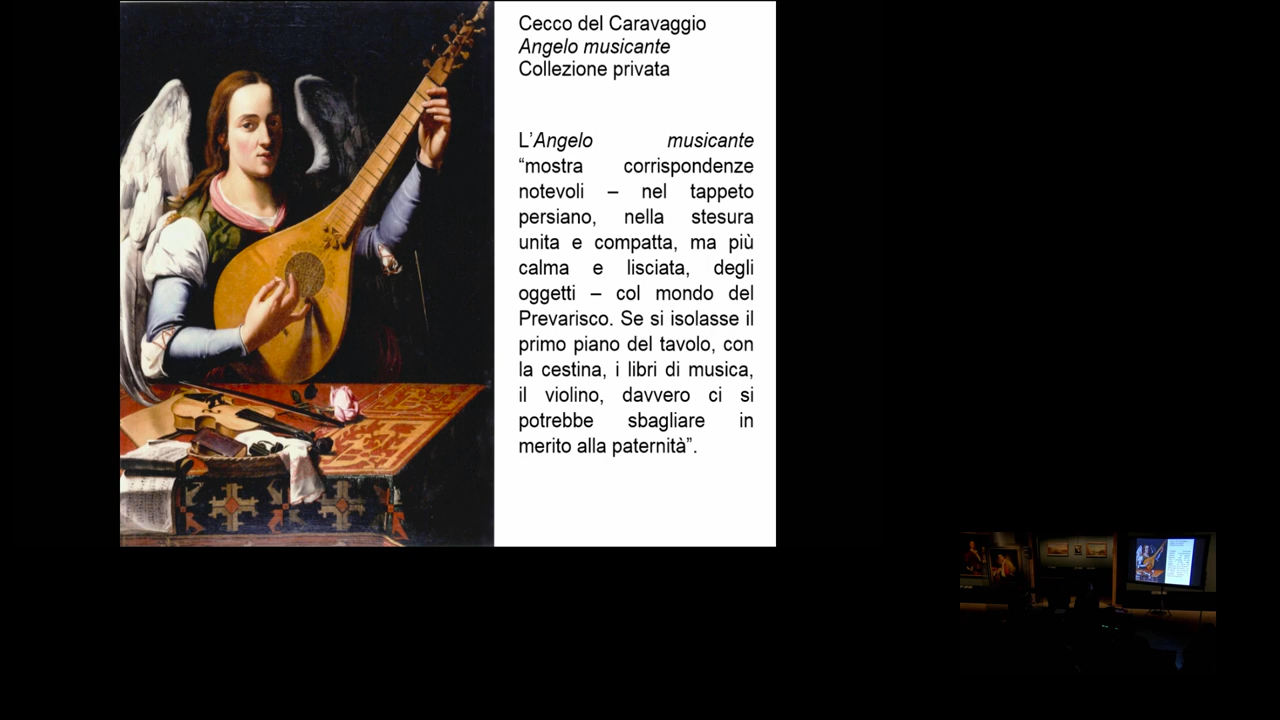 Cecco del Caravaggio
Angelo musicante
Collezione privata
L’Angelo musicante
“mostra corrispondenze
notevoli – nel tappeto
persiano, nella stesura
unita e compatta, ma più
calma e lisciata, degli
oggetti – col mondo del
Prevarisco. Se si isolasse il
primo piano del tavolo, con
la cestina, i libri di musica,
il violino, davvero ci si
potrebbe sbagliare in
merito alla paternità”.